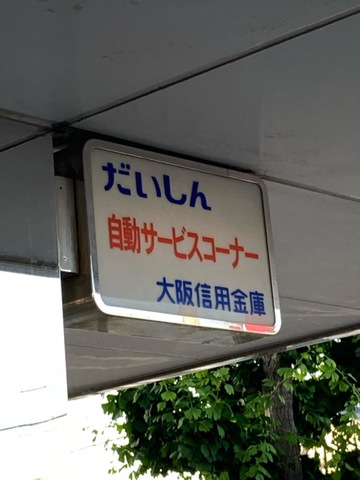 だいしん
自動サービスコーナー
大阪信用金庫